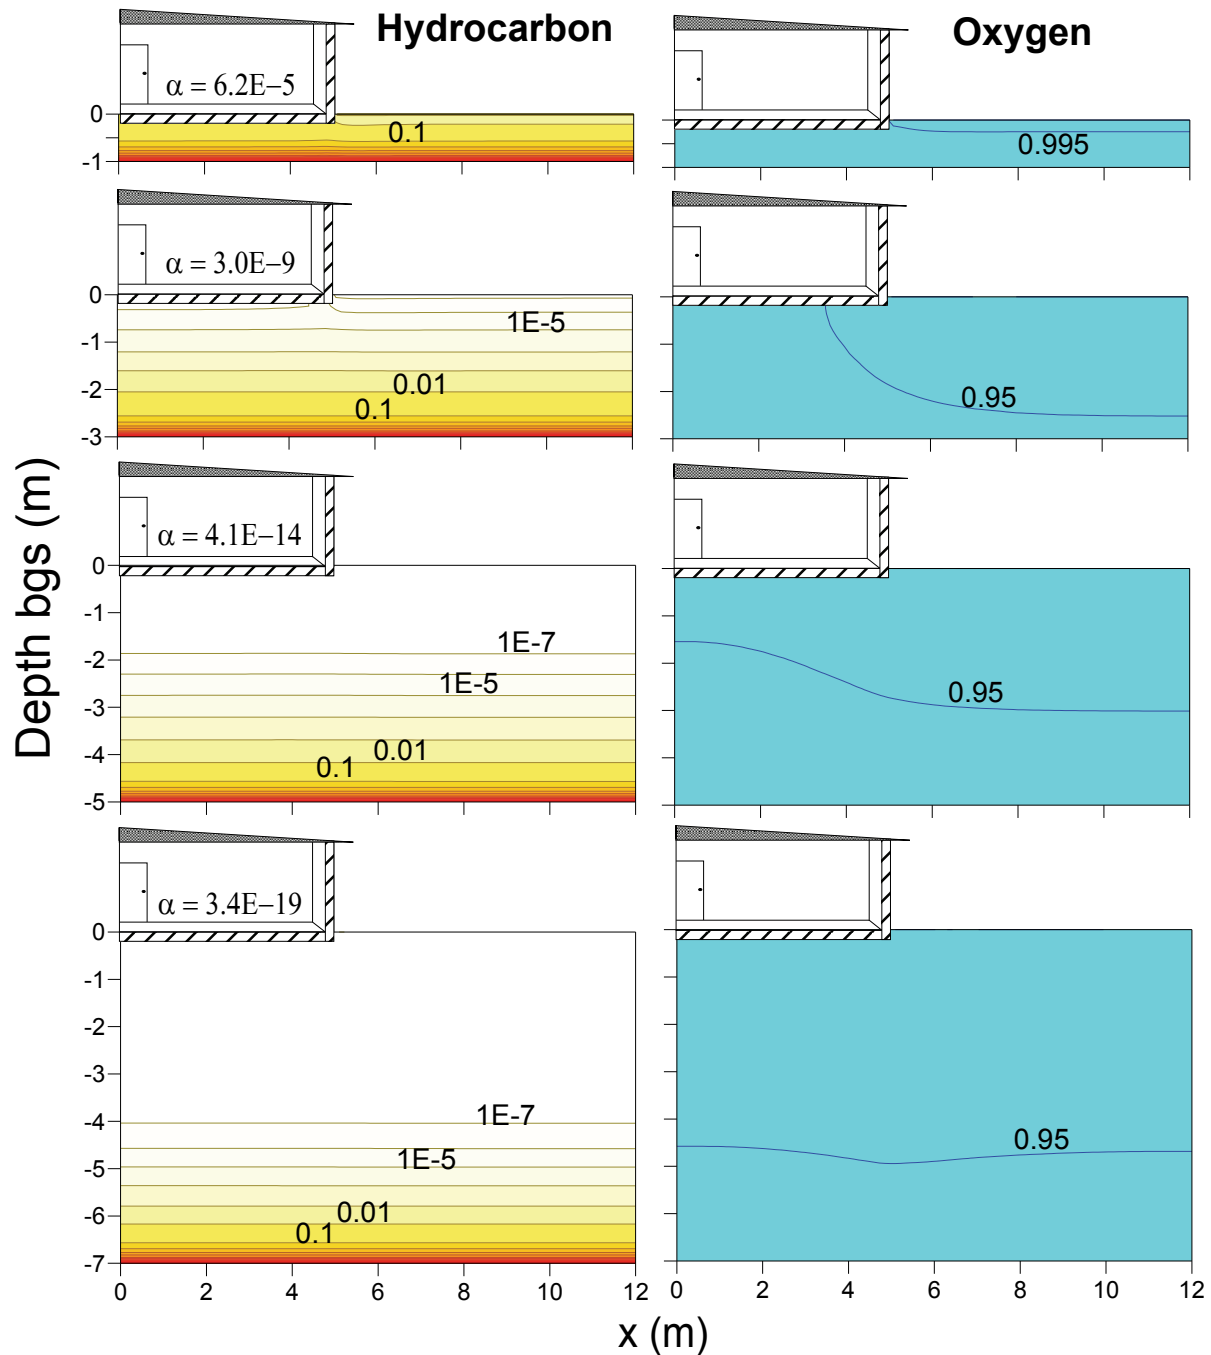 Hydrocarbon
Oxygen
α = 6.2E−5
0
-1
0.1
0.995
α = 3.0E−9
0
-1
-2
-3
1E-5
0.01
0.1
0.95
α = 4.1E−14
0
-1
-2
-3
-4
-5
1E-7
1E-5
0.01
0.1
0.95
α = 3.4E−19
0
-1
-2
-3
-4
-5
-6
-7
1E-7
1E-5
0.01
0.1
0.95
0 2 4 6 8 10 12
0 2 4 6 8 10 12
x (m)
Depth bgs (m)